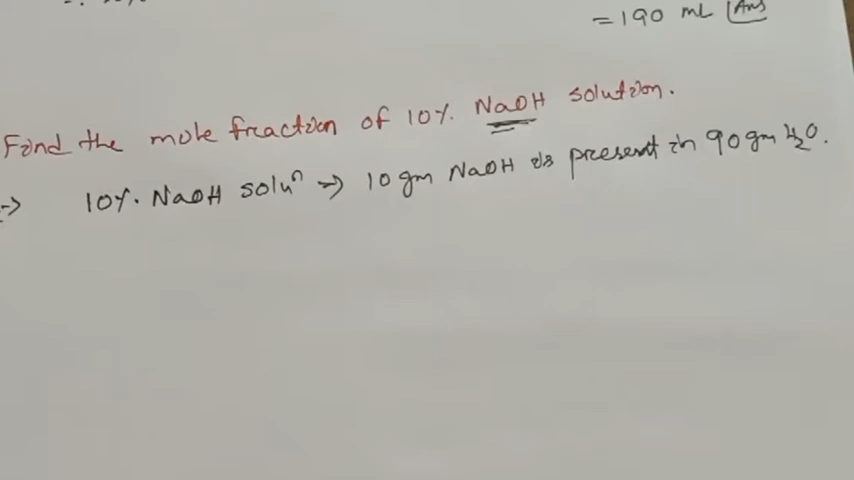 = 190 ml (Ans
Find the mole fraction of 10%. NaOH solution.
→ 10%. NaOH soluⁿ → 10 gm NaOH is present in 90 gm H₂O.